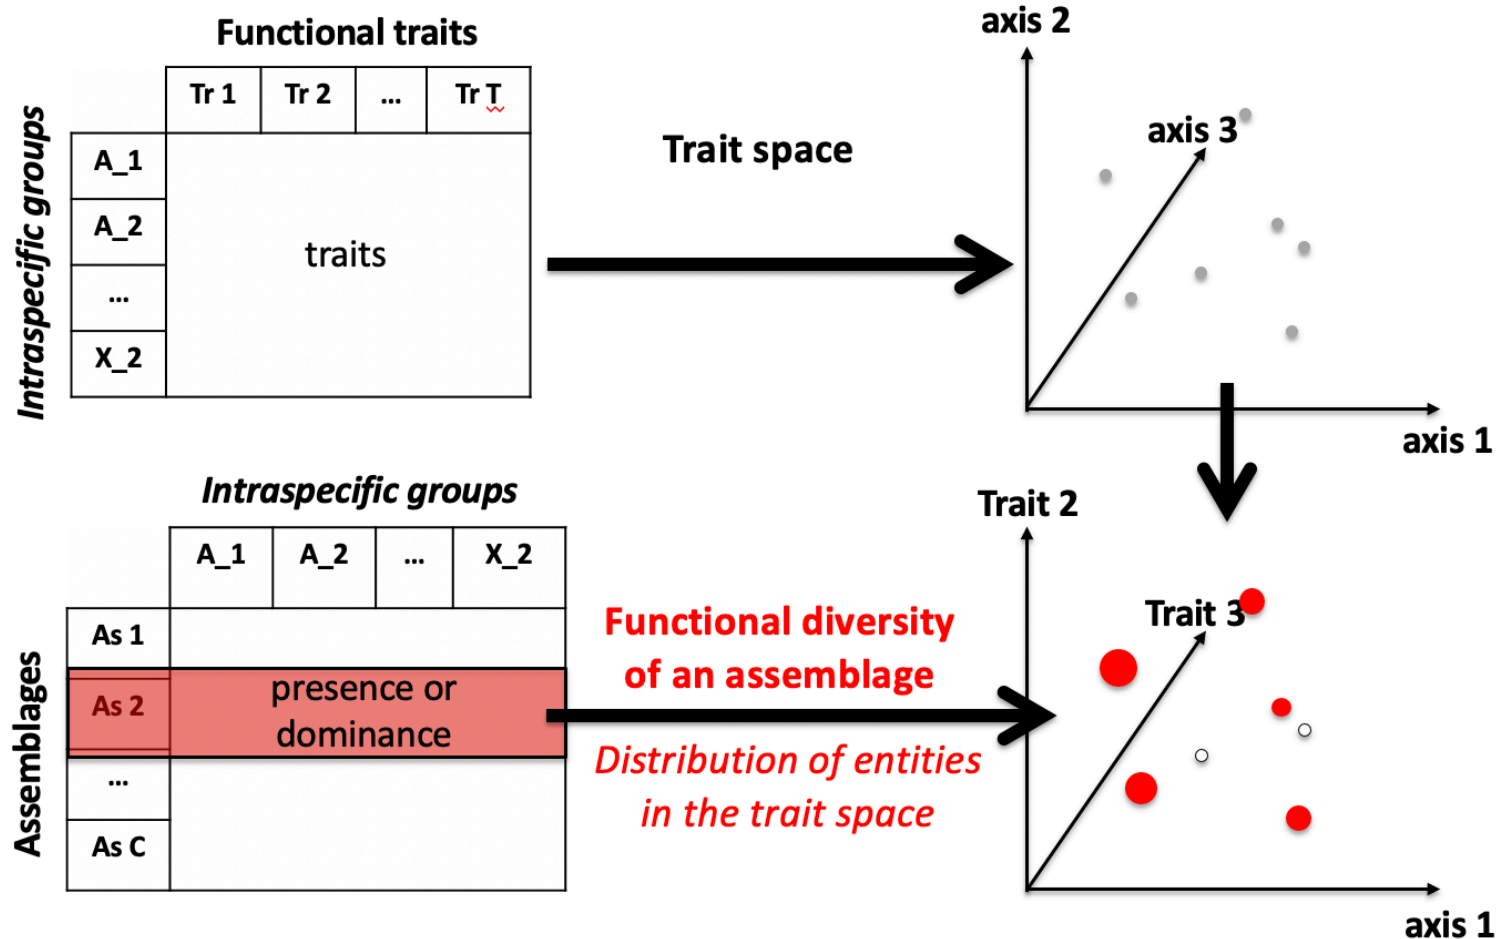 Functional traits
Tr 1 Tr 2 ... Tr T
Intraspecific groups
A_1
A_2
...
X_2
traits
Trait space
axis 2
axis 3
axis 1
Intraspecific groups
A_1 A_2 ... X_2
Assemblages
As 1
As 2
...
As C
presence or
dominance
Functional diversity
of an assemblage
Distribution of entities
in the trait space
Trait 2
Trait 3
axis 1